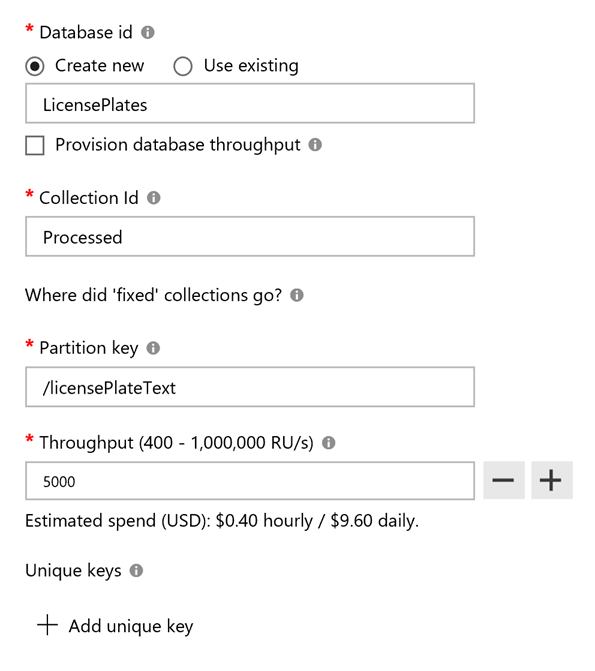 * Database id
Create new Use existing
LicensePlates
Provision database throughput
* Collection Id
Processed
Where did 'fixed' collections go?
* Partition key
/licensePlateText
* Throughput (400 - 1,000,000 RU/s)
5000
Estimated spend (USD): $0.40 hourly / $9.60 daily.
Unique keys
Add unique key